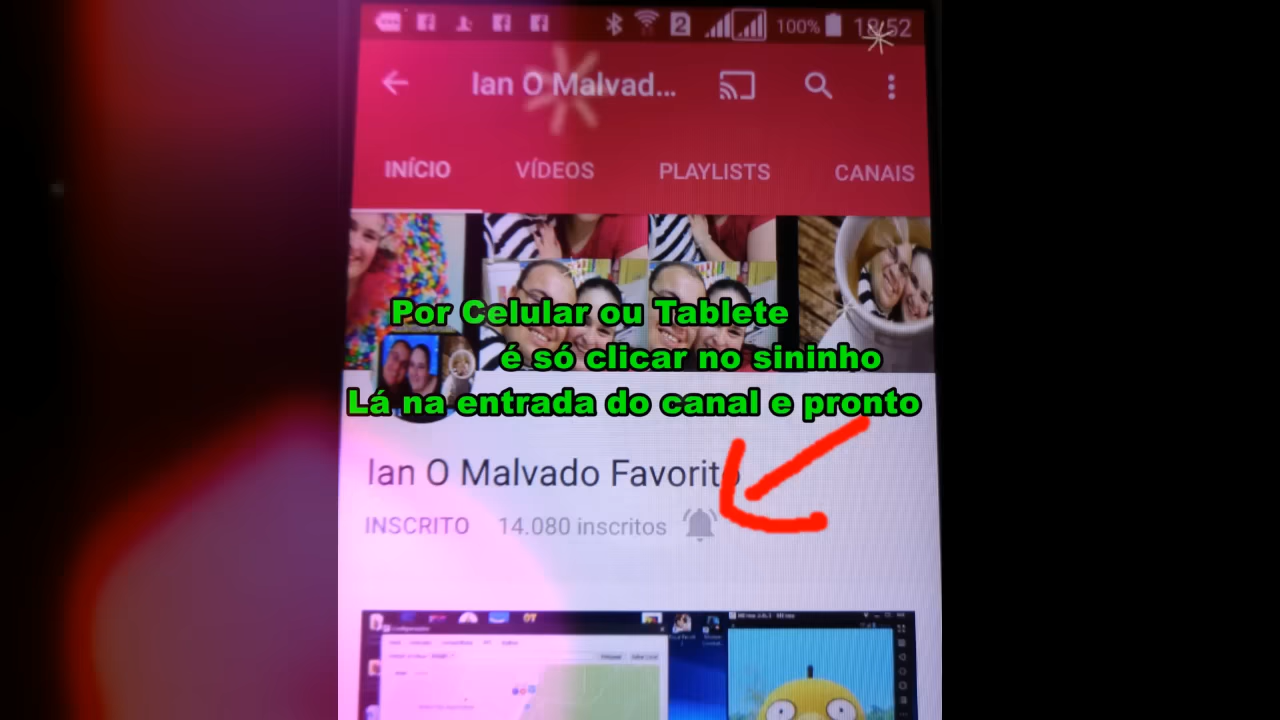 2 100% 18:52
Ian O Malvad...
INÍCIO VÍDEOS PLAYLISTS CANAIS
Por Celular ou Tablete
é só clicar no sininho
Lá na entrada do canal e pronto
Ian O Malvado Favorito
INSCRITO 14.080 inscritos